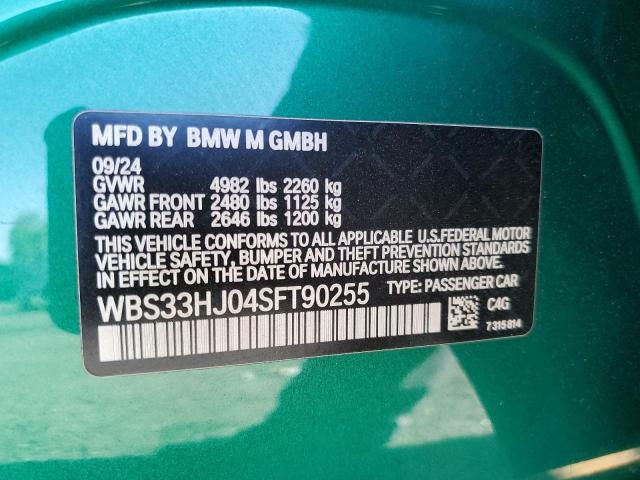 MFD BY BMW M GMBH
09/24
GVWR 4982 lbs 2260 kg
GAWR FRONT 2480 lbs 1125 kg
GAWR REAR 2646 lbs 1200 kg
THIS VEHICLE CONFORMS TO ALL APPLICABLE U.S. FEDERAL MOTOR
VEHICLE SAFETY, BUMPER AND THEFT PREVENTION STANDARDS
IN EFFECT ON THE DATE OF MANUFACTURE SHOWN ABOVE.
WBS33HJ04SFT90255 TYPE: PASSENGER CAR
C4G
7315814